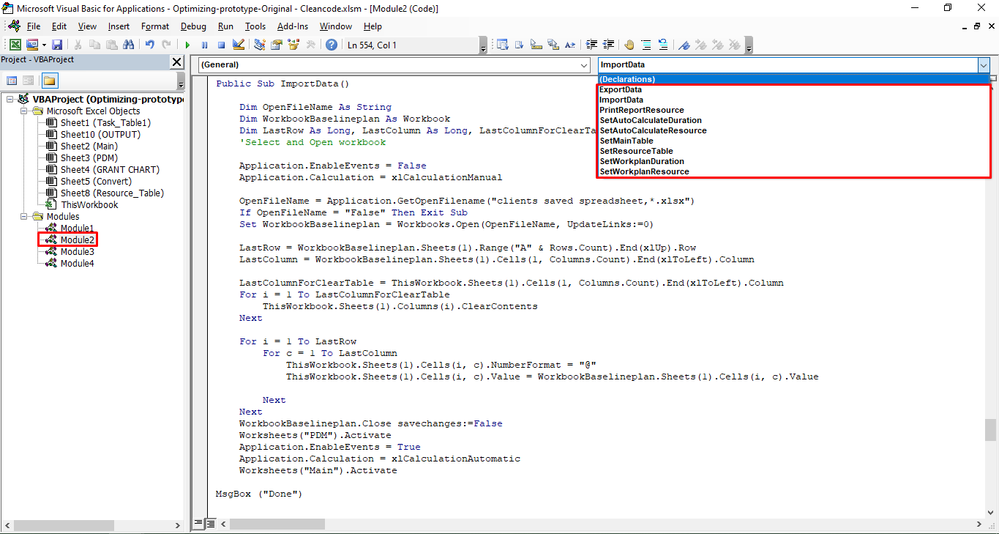 Microsoft Visual Basic for Applications - Optimizing-prototype-Original - Cleancode.xlsm - [Module2 (Code)]
File Edit View Insert Format Debug Run Tools Add-Ins Window Help
Ln 554, Col 1
Project - VBAProject
(General)
ImportData
(Declarations)
ExportData
ImportData
PrintReportResource
SetAutoCalculateDuration
SetAutoCalculateResource
SetMainTable
SetResourceTable
SetWorkplanDuration
SetWorkplanResource
VBAProject (Optimizing-prototype
Microsoft Excel Objects
Sheet1 (Task_Table1)
Sheet10 (OUTPUT)
Sheet2 (Main)
Sheet3 (PDM)
Sheet4 (GRANT CHART)
Sheet5 (Convert)
Sheet8 (Resource_Table)
ThisWorkbook
Modules
Module1
Module2
Module3
Module4
Public Sub ImportData()
Dim OpenFileName As String
Dim WorkbookBaselineplan As Workbook
Dim LastRow As Long, LastColumn As Long, LastColumnForClearTa
'Select and Open workbook
Application.EnableEvents = False
Application.Calculation = xlCalculationManual
OpenFileName = Application.GetOpenFilename("clients saved spreadsheet,*.xlsx")
If OpenFileName = "False" Then Exit Sub
Set WorkbookBaselineplan = Workbooks.Open(OpenFileName, UpdateLinks:=0)
LastRow = WorkbookBaselineplan.Sheets(1).Range("A" & Rows.Count).End(xlUp).Row
LastColumn = WorkbookBaselineplan.Sheets(1).Cells(1, Columns.Count).End(xlToLeft).Column
LastColumnForClearTable = ThisWorkbook.Sheets(1).Cells(1, Columns.Count).End(xlToLeft).Column
For i = 1 To LastColumnForClearTable
ThisWorkbook.Sheets(1).Columns(i).ClearContents
Next
For i = 1 To LastRow
For c = 1 To LastColumn
ThisWorkbook.Sheets(1).Cells(i, c).NumberFormat = "@"
ThisWorkbook.Sheets(1).Cells(i, c).Value = WorkbookBaselineplan.Sheets(1).Cells(i, c).Value
Next
Next
WorkbookBaselineplan.Close savechanges:=False
Worksheets("PDM").Activate
Application.EnableEvents = True
Application.Calculation = xlCalculationAutomatic
Worksheets("Main").Activate
MsgBox ("Done")